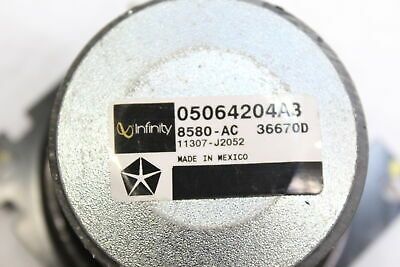 Infinity
05064204AB
8580-AC 36670D
11307-J2052
MADE IN MEXICO